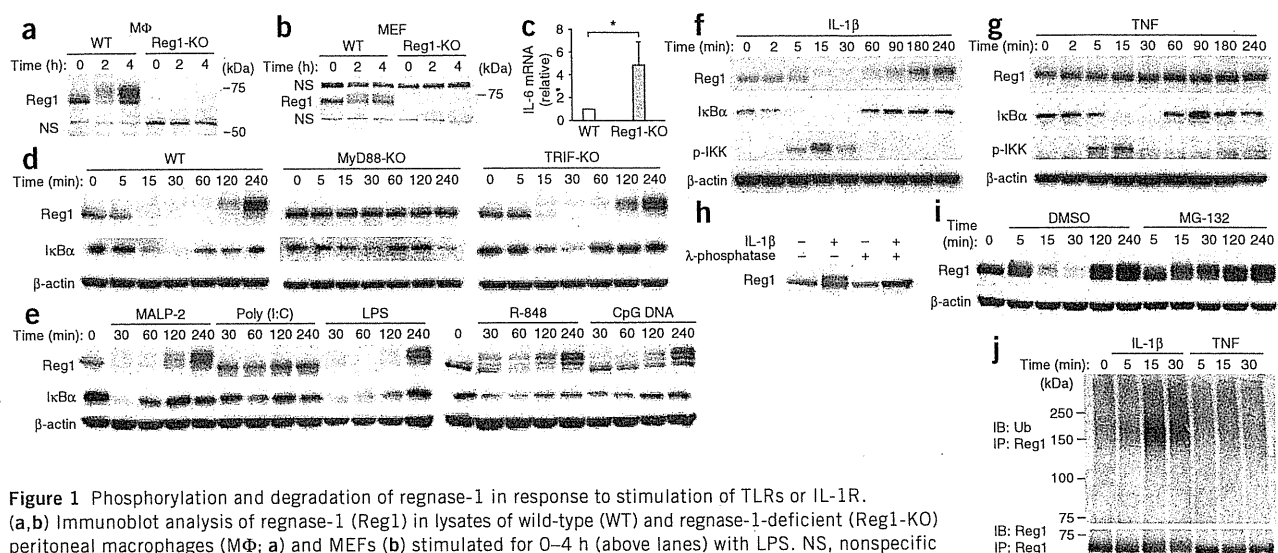 a
MΦ
WT Reg1-KO
Time (h): 0 2 4 0 2 4 (kDa)
–75
Reg1
NS
–50
b
MEF
WT Reg1-KO
Time (h): 0 2 4 0 2 4 (kDa)
NS
–75
Reg1
NS
c
*
IL-6 mRNA
(relative)
8
6
4
2
0
WT Reg1-KO
d
WT MyD88-KO TRIF-KO
Time (min): 0 5 15 30 60 120 240 0 5 15 30 60 120 240 0 5 15 30 60 120 240
Reg1
IκBα
β-actin
e
MALP-2 Poly (I:C) LPS R-848 CpG DNA
Time (min): 0 30 60 120 240 30 60 120 240 30 60 120 240 0 30 60 120 240 30 60 120 240
Reg1
IκBα
β-actin
f
IL-1β
Time (min): 0 2 5 15 30 60 90 180 240
Reg1
IκBα
p-IKK
β-actin
g
TNF
Time (min): 0 2 5 15 30 60 90 180 240
Reg1
IκBα
p-IKK
β-actin
h
IL-1β – + – +
λ-phosphatase – – + +
Reg1
i
Time DMSO MG-132
(min): 0 5 15 30 120 240 5 15 30 120 240
Reg1
β-actin
j
IL-1β TNF
Time (min): 0 5 15 30 5 15 30
(kDa)
250
IB: Ub
IP: Reg1
150
100
75
IB: Reg1
IP: Reg1
75
Figure 1 Phosphorylation and degradation of regnase-1 in response to stimulation of TLRs or IL-1R.
(a,b) Immunoblot analysis of regnase-1 (Reg1) in lysates of wild-type (WT) and regnase-1-deficient (Reg1-KO)
peritoneal macrophages (MΦ; a) and MEFs (b) stimulated for 0–4 h (above lanes) with LPS. NS, nonspecific